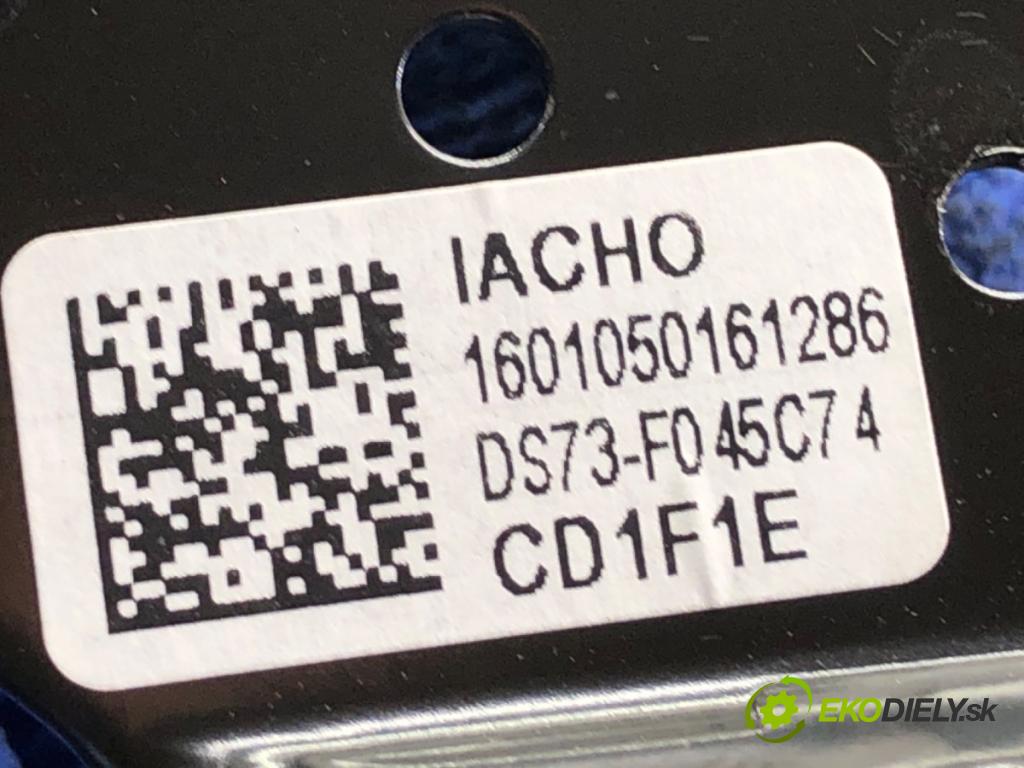 IACHO
1601050161286
DS73-F045C74
CD1F1E
EKODIELY.sk